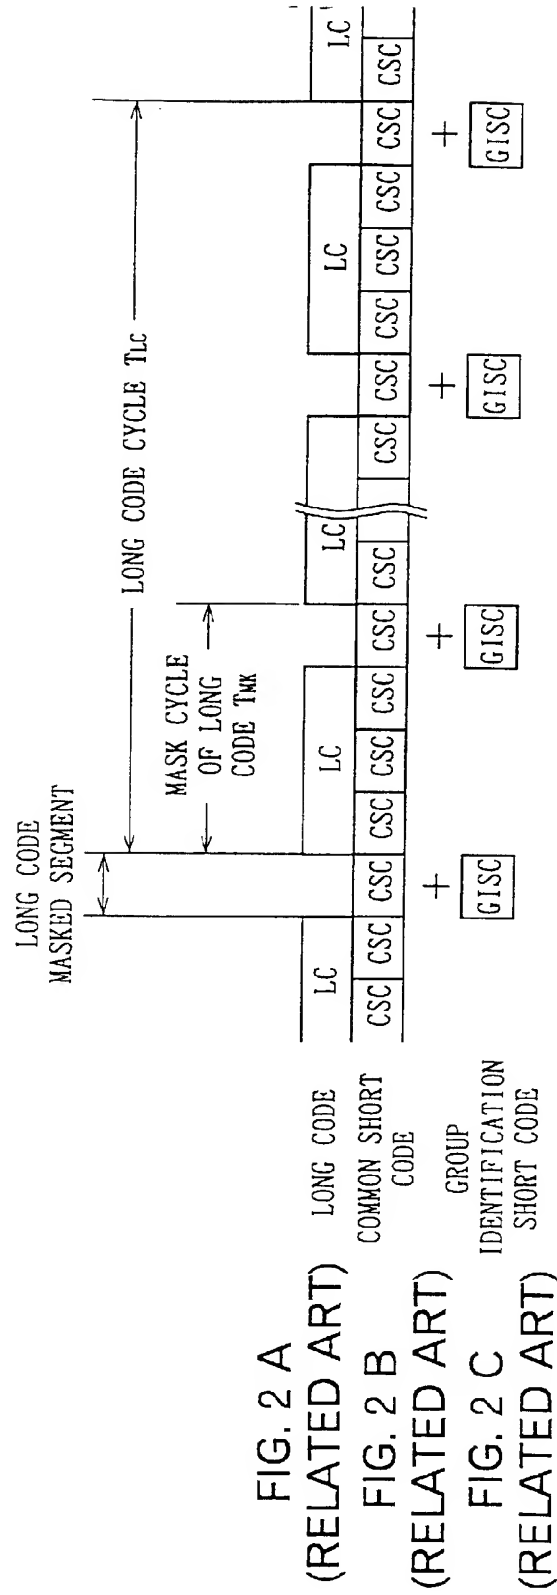 LONG CODE
MASKED SEGMENT
LONG CODE CYCLE TLC
MASK CYCLE
OF LONG
CODE TMK
FIG. 2 A
(RELATED ART)
LONG CODE
LC LC LC LC LC
FIG. 2 B
(RELATED ART)
COMMON SHORT
CODE
CSC CSC CSC CSC CSC CSC CSC CSC CSC CSC CSC CSC CSC CSC CSC
+ + + +
FIG. 2 C
(RELATED ART)
GROUP
IDENTIFICATION
SHORT CODE
GISC GISC GISC GISC